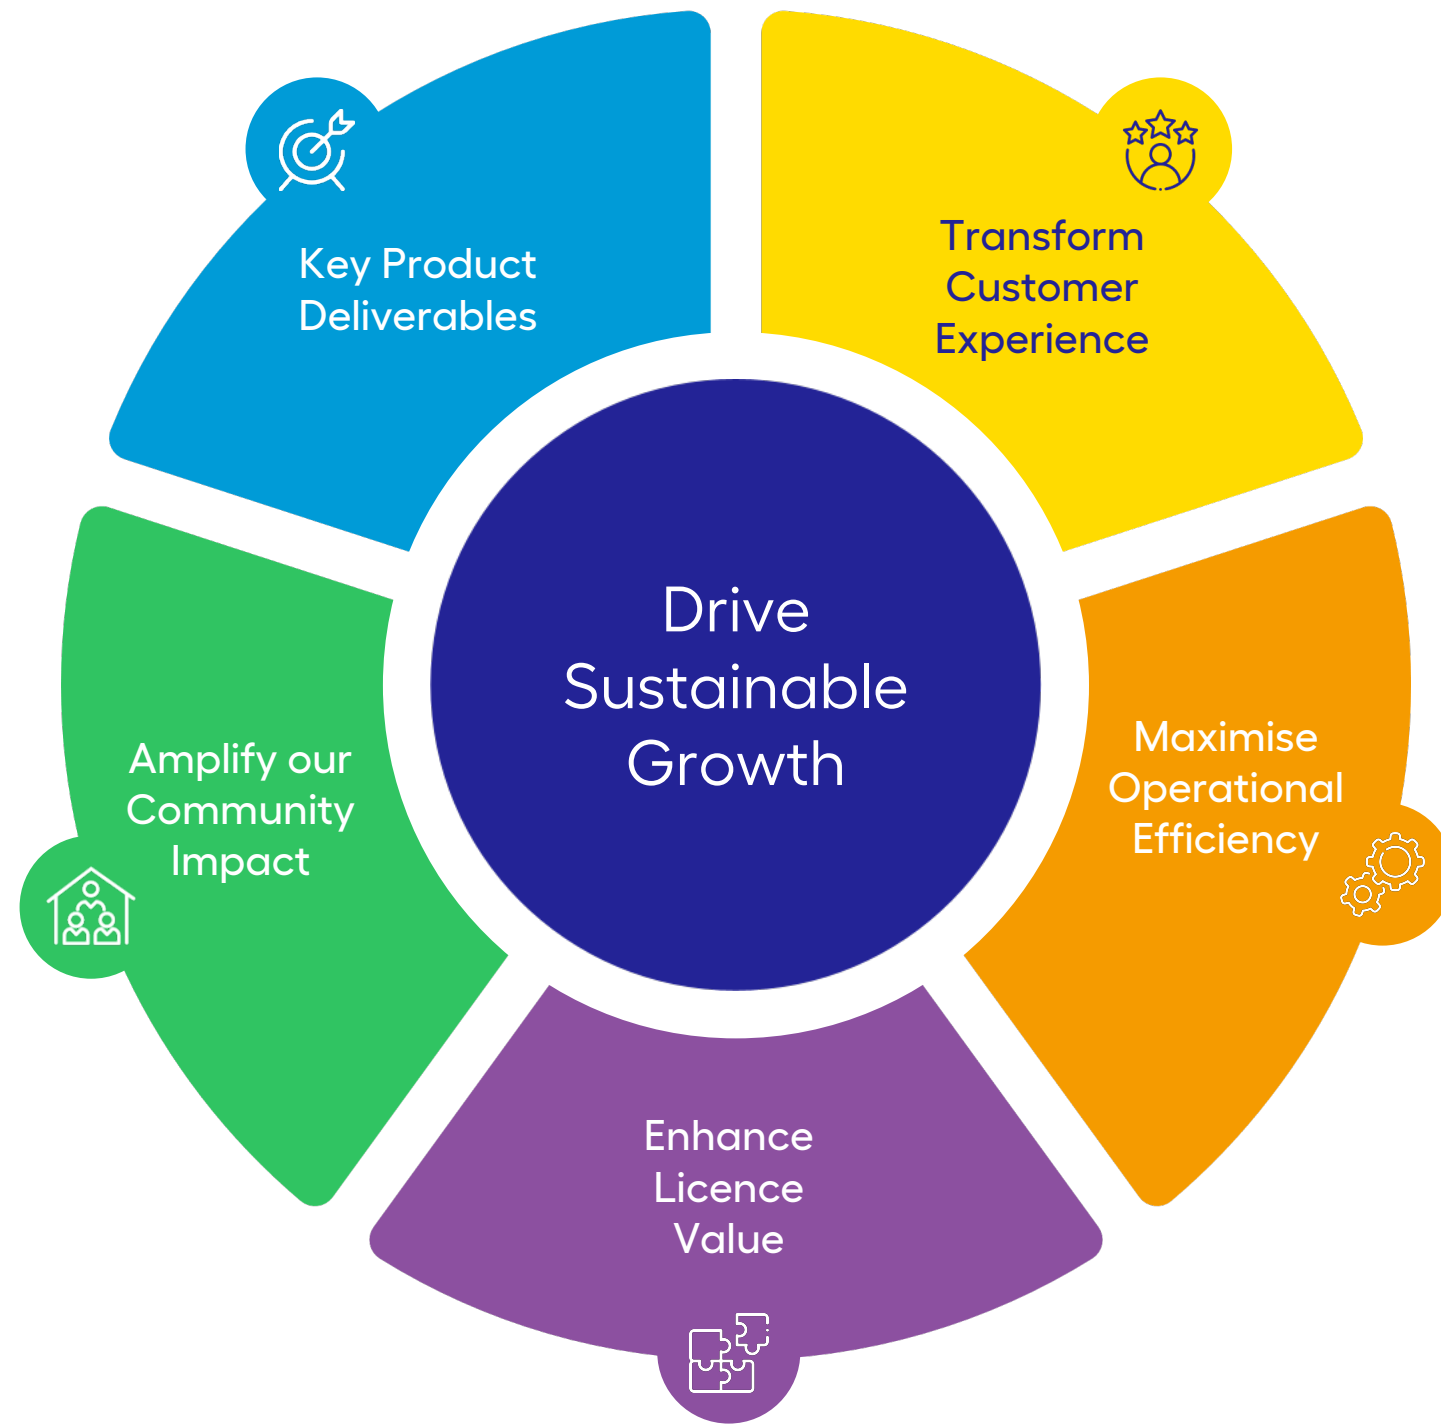 Key Product
Deliverables
Transform
Customer
Experience
Drive
Sustainable
Growth
Maximise
Operational
Efficiency
Amplify our
Community
Impact
Enhance
Licence
Value